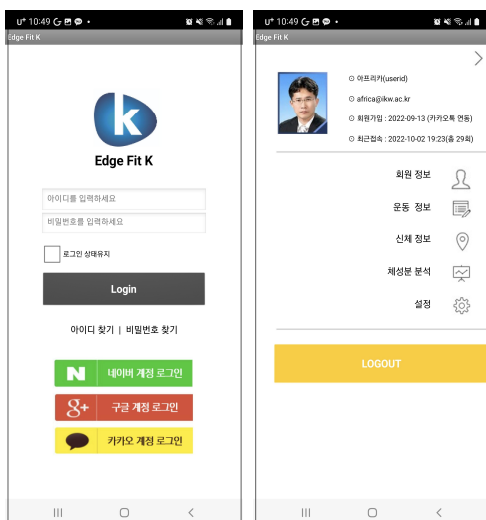 U⁺ 10:49 G
Edge Fit K
k
Edge Fit K
아이디를 입력하세요
비밀번호를 입력하세요
로그인 상태유지
Login
아이디 찾기 | 비밀번호 찾기
N 네이버 계정 로그인
g+ 구글 계정 로그인
카카오 계정 로그인
U⁺ 10:49 G
Edge Fit K
아프리카(userid)
africa@ikw.ac.kr
회원가입 : 2022-09-13 (카카오톡 연동)
최근접속 : 2022-10-02 19:23(총 29회)
회원 정보
운동 정보
신체 정보
체성분 분석
설정
LOGOUT